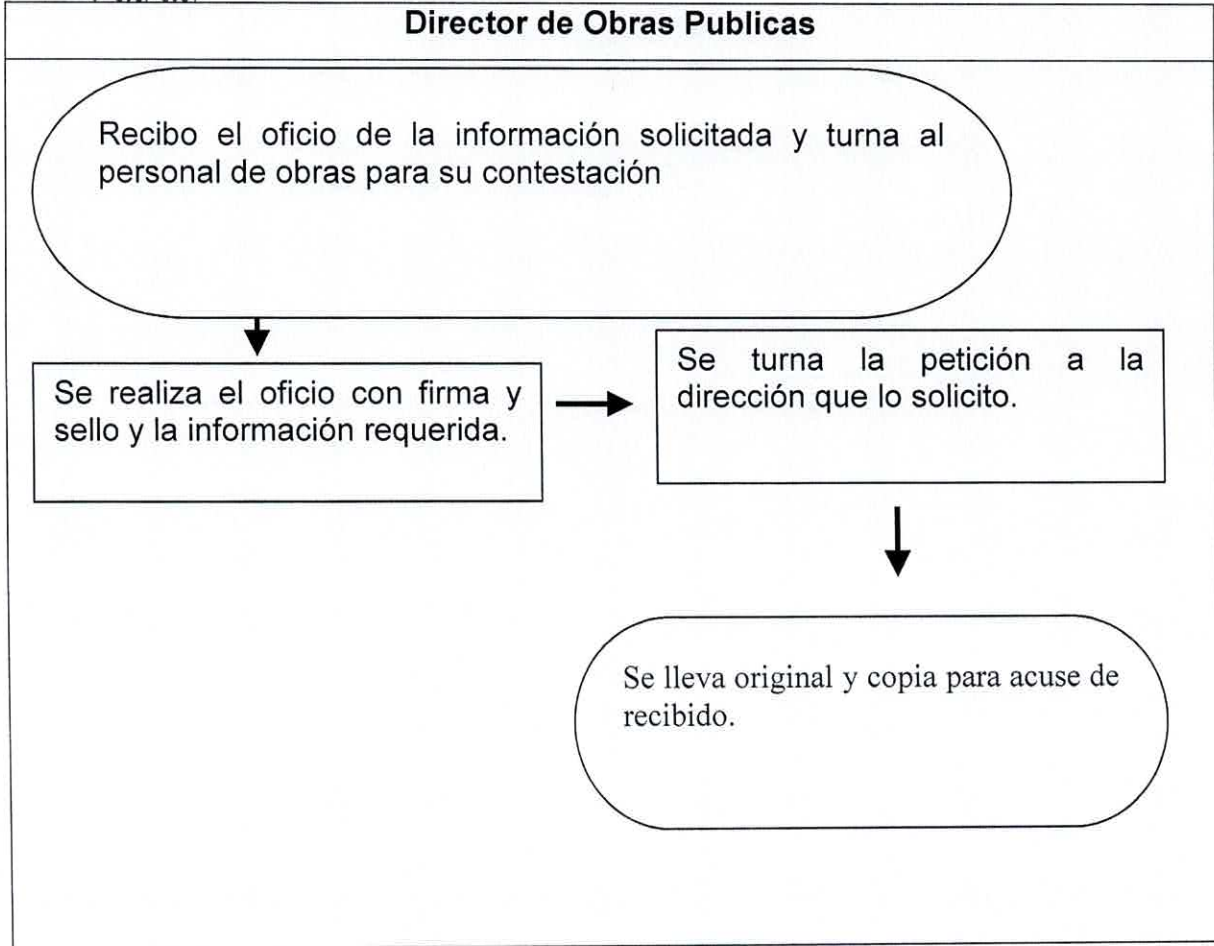 Director de Obras Publicas
Recibo el oficio de la información solicitada y turna al
personal de obras para su contestación
Se realiza el oficio con firma y
sello y la información requerida.
Se turna la petición a la
dirección que lo solicito.
Se lleva original y copia para acuse de
recibido.